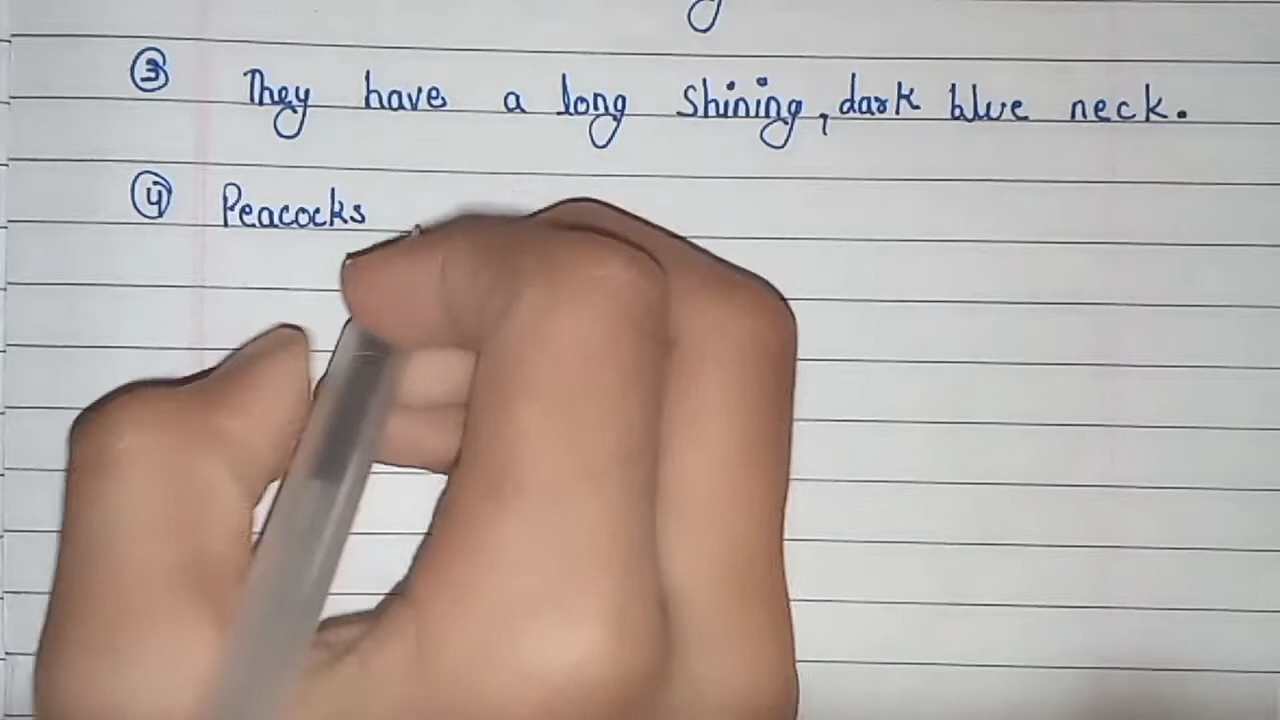 ③ They have a long Shining, dark blue neck.
④ Peacocks